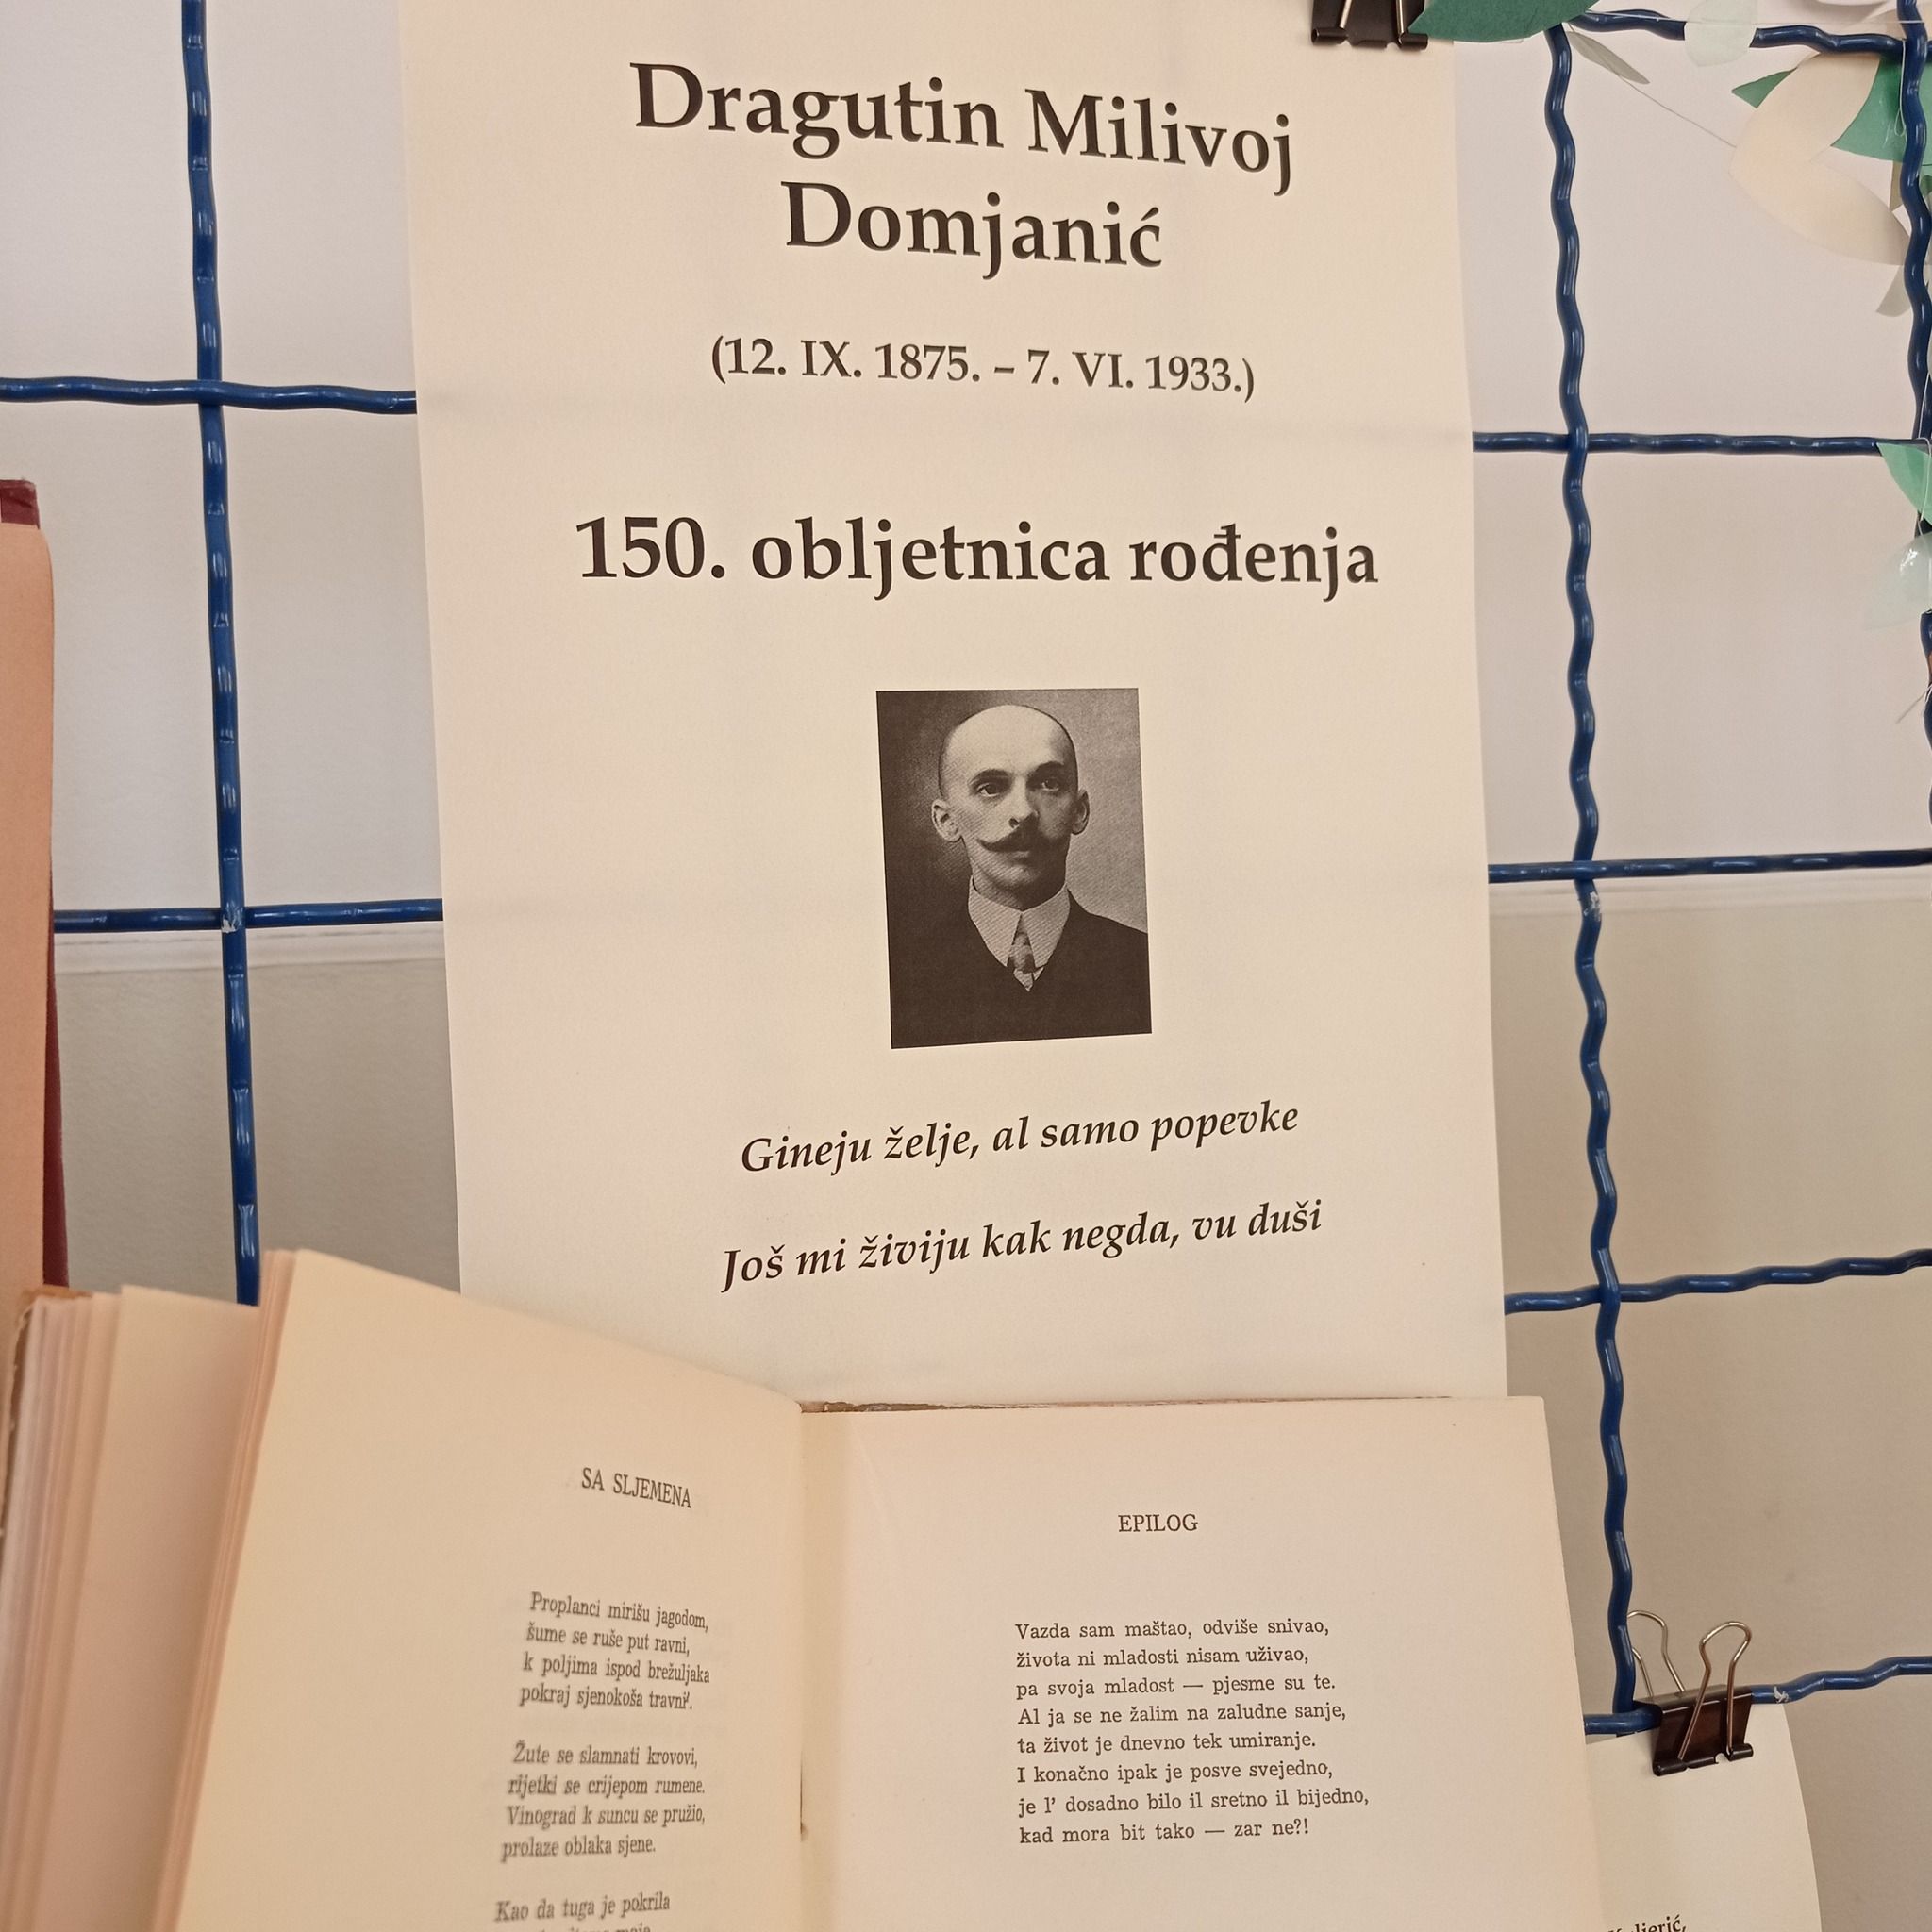 Dragutin Milivoj
Domjanić
(12. IX. 1875. – 7. VI. 1933.)
150. obljetnica rođenja
Gineju želje, al samo popevke
Još mi živiju kak negda, vu duši
SA SLJEMENA
Proplanci mirišu jagodom,
šume se ruše put ravni,
k poljima ispod brežuljaka
pokraj sjenokoša travni'.
Žute se slamnati krovovi,
rijetki se crijepom rumene.
Vinograd k suncu se pružio,
prolaze oblaka sjene.
Kao da tuga je pokrila
EPILOG
Vazda sam maštao, odviše snivao,
života ni mladosti nisam uživao,
pa svoja mladost — pjesme su te.
Al ja se ne žalim na zaludne sanje,
ta život je dnevno tek umiranje.
I konačno ipak je posve svejedno,
je l' dosadno bilo il sretno il bijedno,
kad mora bit tako — zar ne?!